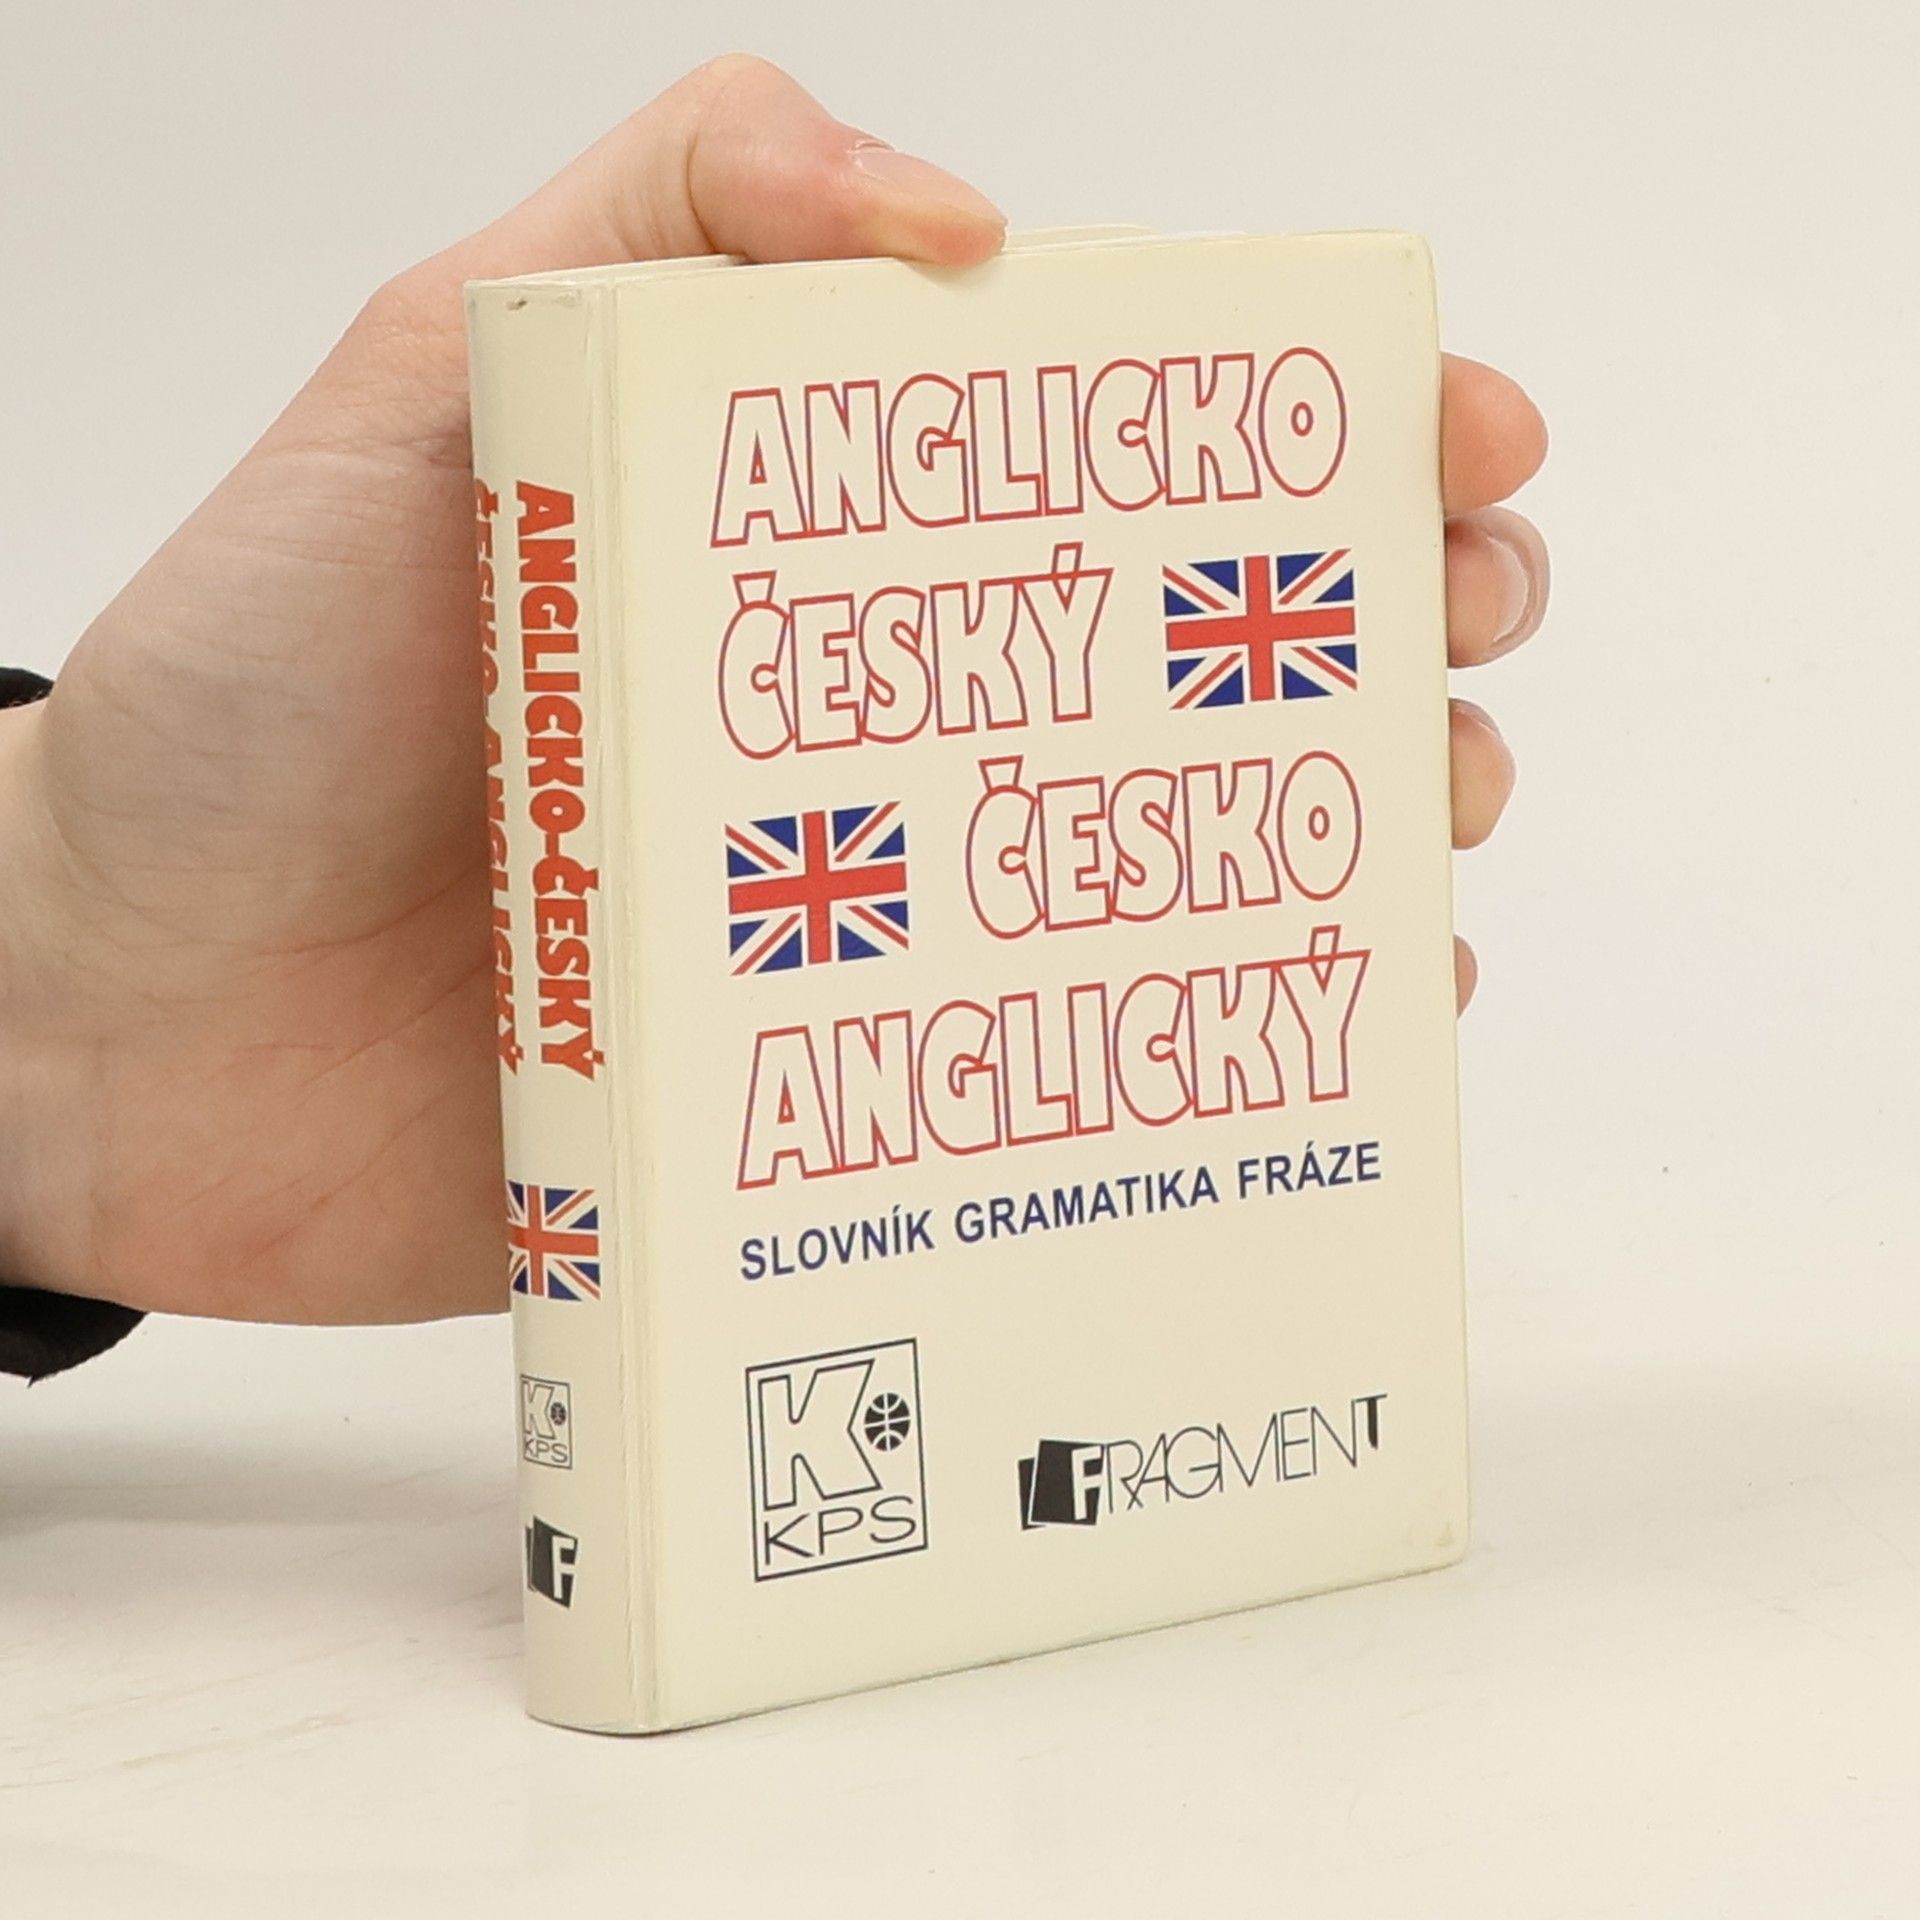 ANGLICKO
ČESKÝ
ČESKO
ANGLICKÝ
SLOVNÍK GRAMATIKA FRÁZE
K
KPS
FRAGMENT
ANGLICKO-ČESKÝ
ČESKO-ANGLICKÝ
K
KPS
F